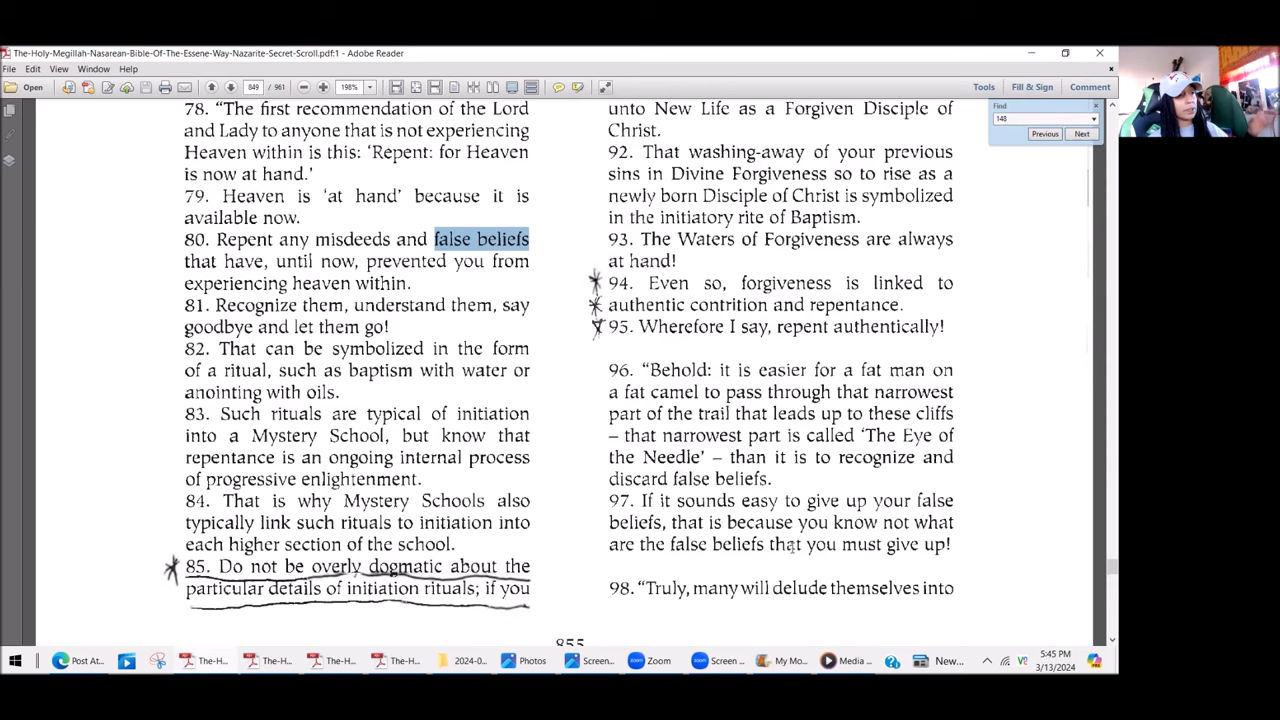 The-Holy-Megillah-Nasarean-Bible-Of-The-Essene-Way-Nazarite-Secret-Scroll.pdf:1 - Adobe Reader
File Edit View Window Help
Open 849 / 961 198% Tools Fill & Sign Comment
Find
148
Previous Next
78. “The first recommendation of the Lord
and Lady to anyone that is not experiencing
Heaven within is this: ‘Repent: for Heaven
is now at hand.’
79. Heaven is ‘at hand’ because it is
available now.
80. Repent any misdeeds and false beliefs
that have, until now, prevented you from
experiencing heaven within.
81. Recognize them, understand them, say
goodbye and let them go!
82. That can be symbolized in the form
of a ritual, such as baptism with water or
anointing with oils.
83. Such rituals are typical of initiation
into a Mystery School, but know that
repentance is an ongoing internal process
of progressive enlightenment.
84. That is why Mystery Schools also
typically link such rituals to initiation into
each higher section of the school.
85. Do not be overly dogmatic about the
particular details of initiation rituals; if you
unto New Life as a Forgiven Disciple of
Christ.
92. That washing-away of your previous
sins in Divine Forgiveness so to rise as a
newly born Disciple of Christ is symbolized
in the initiatory rite of Baptism.
93. The Waters of Forgiveness are always
at hand!
94. Even so, forgiveness is linked to
authentic contrition and repentance.
95. Wherefore I say, repent authentically!
96. “Behold: it is easier for a fat man on
a fat camel to pass through that narrowest
part of the trail that leads up to these cliffs
– that narrowest part is called ‘The Eye of
the Needle’ – than it is to recognize and
discard false beliefs.
97. If it sounds easy to give up your false
beliefs, that is because you know not what
are the false beliefs that you must give up!
98. “Truly, many will delude themselves into
855
Post At... The-H... The-H... The-H... The-H... 2024-0... Photos Screen... Zoom Screen ... My Mo... Media ... New... 5:45 PM
3/13/2024